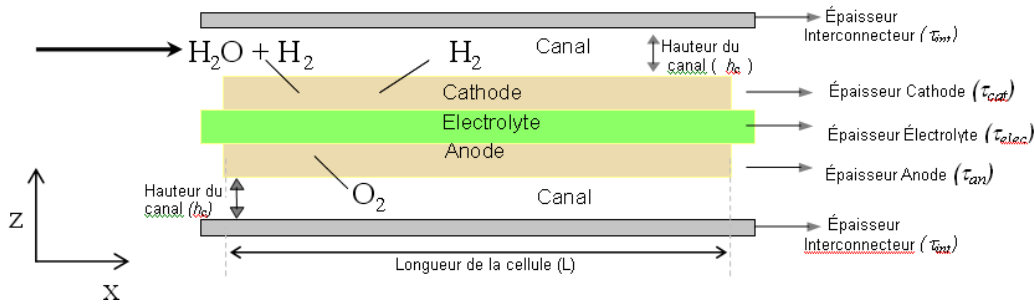 Épaisseur
Interconnecteur (τint)
Canal
Hauteur du
canal ( hc )
H2O + H2
H2
Cathode
Épaisseur Cathode (τcat)
Electrolyte
Épaisseur Électrolyte (τelec)
Anode
Épaisseur Anode (τan)
Hauteur du
canal (hc)
O2
Canal
Z
Épaisseur
Interconnecteur (τint)
Longueur de la cellule (L)
X